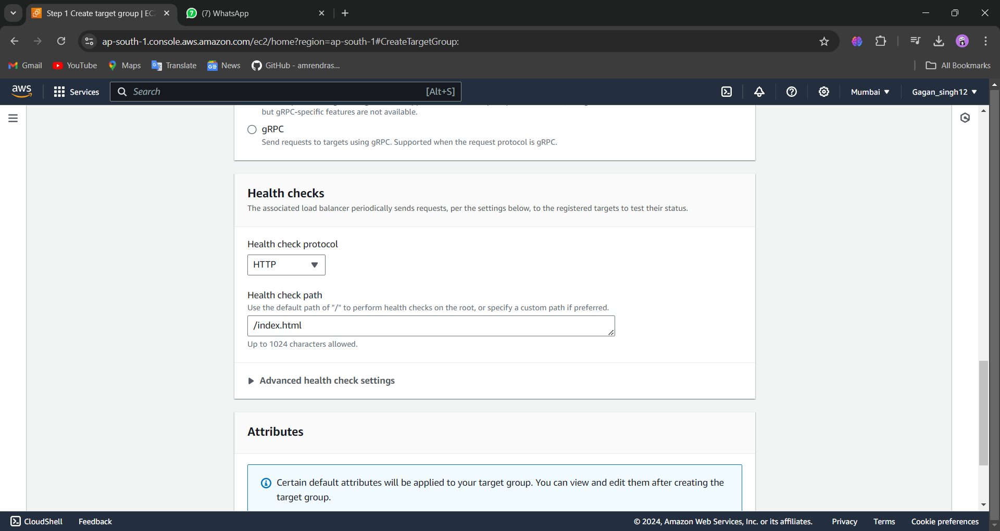 Step 1 Create target group | EC
(7) WhatsApp
ap-south-1.console.aws.amazon.com/ec2/home?region=ap-south-1#CreateTargetGroup:
Gmail
YouTube
Maps
Translate
News
GitHub - amrendras...
All Bookmarks
aws
Services
Search
[Alt+S]
Mumbai
Gagan_singh12
but gRPC-specific features are not available.
gRPC
Send requests to targets using gRPC. Supported when the request protocol is gRPC.
Health checks
The associated load balancer periodically sends requests, per the settings below, to the registered targets to test their status.
Health check protocol
HTTP
Health check path
Use the default path of "/" to perform health checks on the root, or specify a custom path if preferred.
/index.html
Up to 1024 characters allowed.
Advanced health check settings
Attributes
Certain default attributes will be applied to your target group. You can view and edit them after creating the
target group.
CloudShell
Feedback
© 2024, Amazon Web Services, Inc. or its affiliates.
Privacy
Terms
Cookie preferences